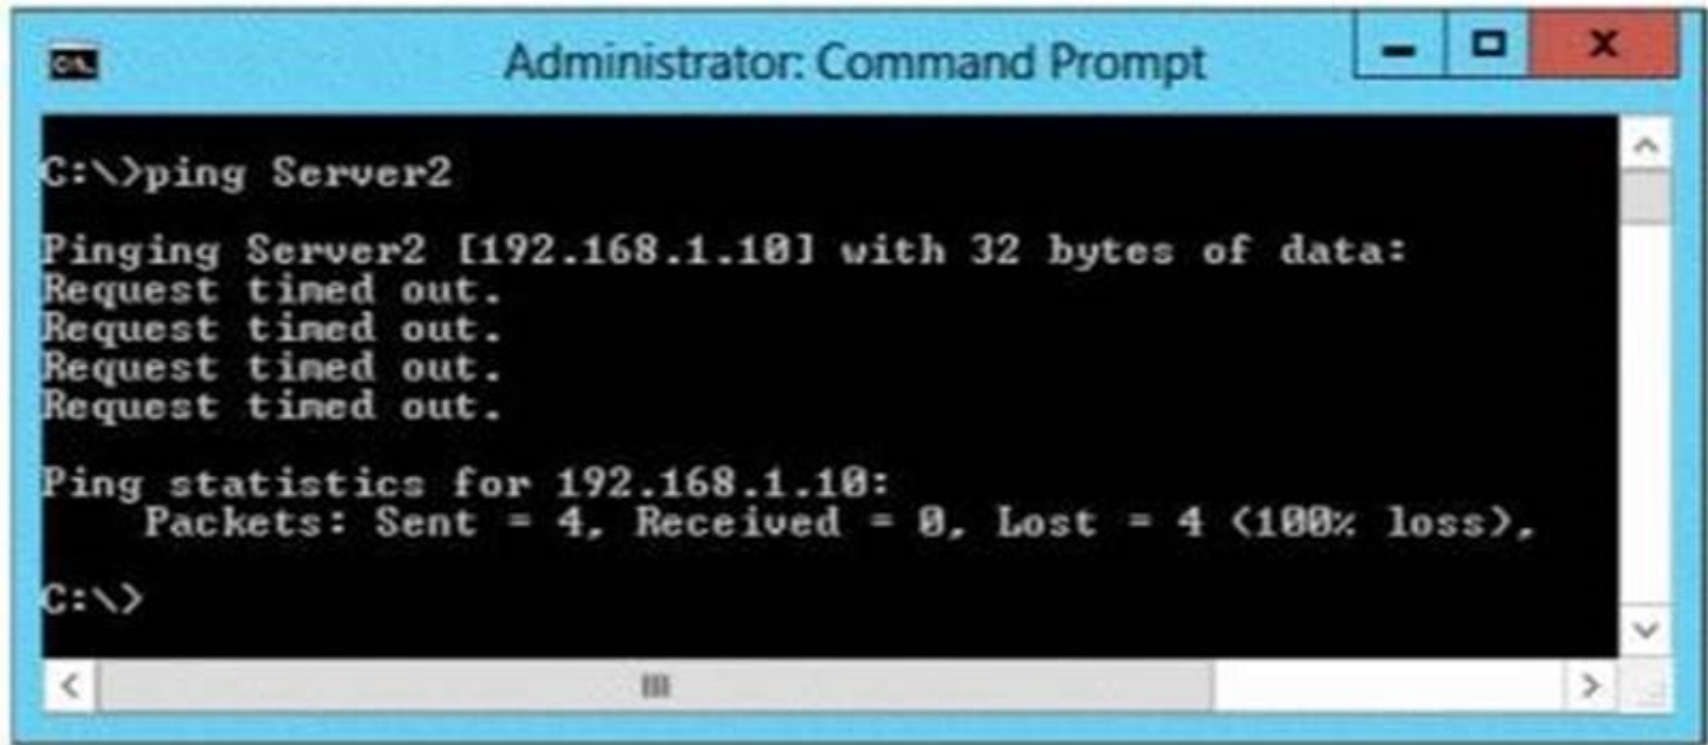 Administrator: Command Prompt
C:\>ping Server2
Pinging Server2 [192.168.1.10] with 32 bytes of data:
Request timed out.
Request timed out.
Request timed out.
Request timed out.
Ping statistics for 192.168.1.10:
Packets: Sent = 4, Received = 0, Lost = 4 (100% loss),
C:\>